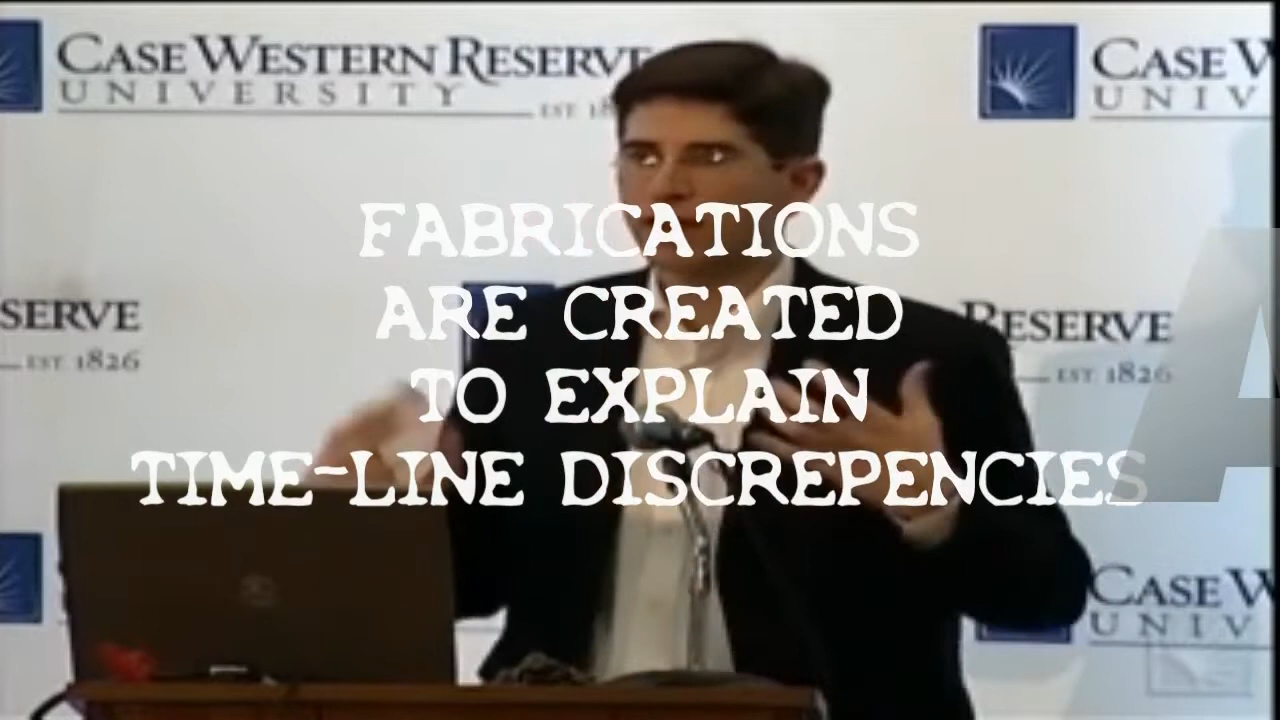 CASE WESTERN RESERVE
UNIVERSITY
EST 18
CASE W
UNIV
FABRICATIONS
ARE CREATED
TO EXPLAIN
TIME-LINE DISCREPENCIES
SERVE
EST 1826
RESERVE
EST 1826
A
CASE W
UNIV